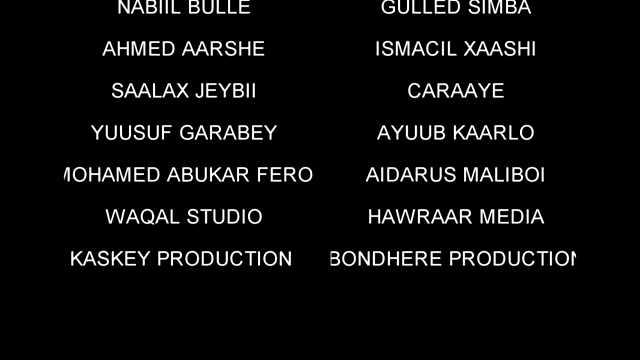 NABIIL BULLE GULLED SIMBA
AHMED AARSHE ISMACIL XAASHI
SAALAX JEYBII CARAAYE
YUUSUF GARABEY AYUUB KAARLO
MOHAMED ABUKAR FERO AIDARUS MALIBOI
WAQAL STUDIO HAWRAAR MEDIA
KASKEY PRODUCTION BONDHERE PRODUCTION